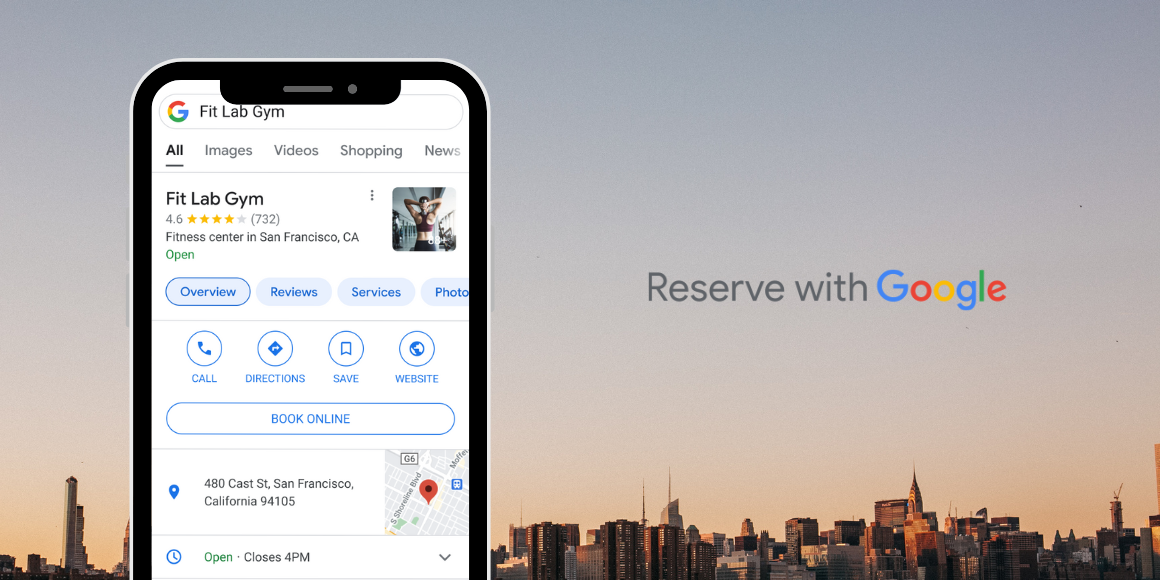 Fit Lab Gym
All Images Videos Shopping News
Fit Lab Gym
4.6 (732)
Fitness center in San Francisco, CA
Open
Overview Reviews Services Photo
CALL DIRECTIONS SAVE WEBSITE
BOOK ONLINE
480 Cast St, San Francisco,
California 94105
G6
S Shoreline Blvd
Open · Closes 4PM
Reserve with Google